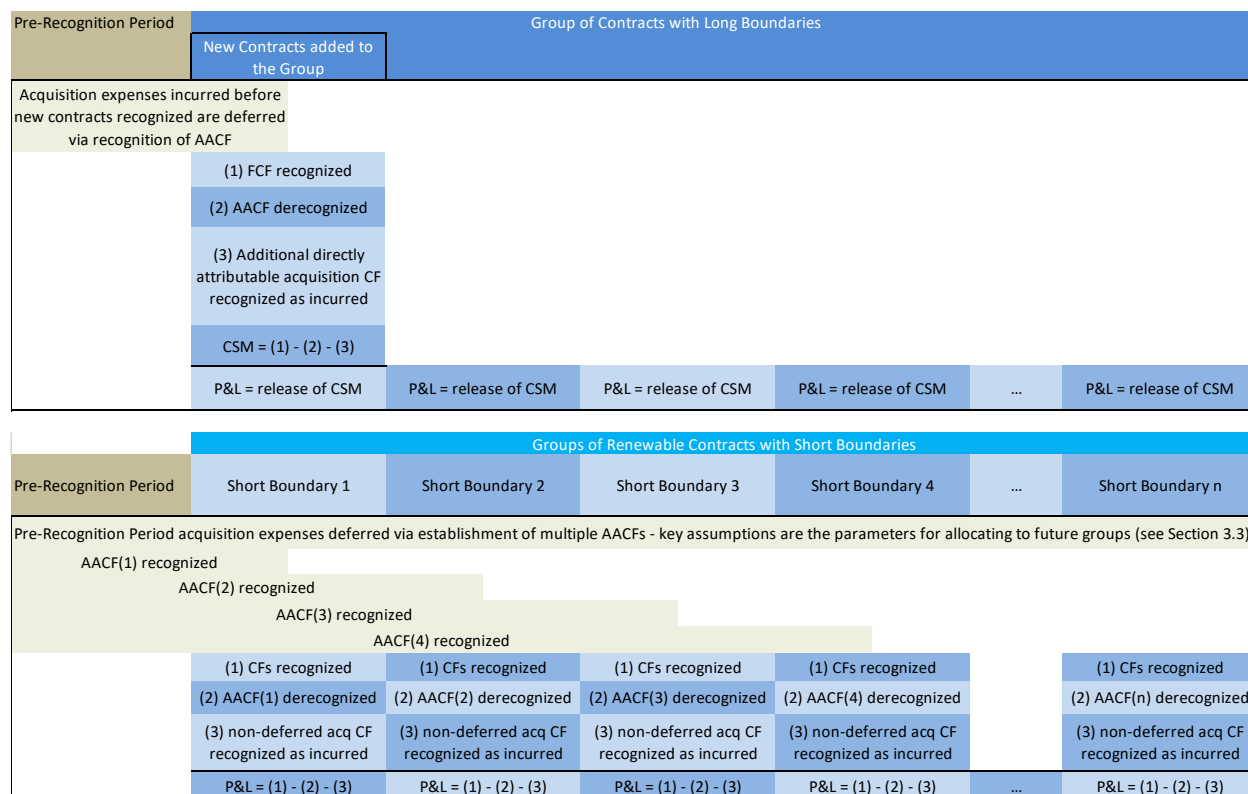 Pre-Recognition Period
Group of Contracts with Long Boundaries
New Contracts added to
the Group
Acquisition expenses incurred before
new contracts recognized are deferred
via recognition of AACF
(1) FCF recognized
(2) AACF derecognized
(3) Additional directly
attributable acquisition CF
recognized as incurred
CSM = (1) - (2) - (3)
P&L = release of CSM P&L = release of CSM P&L = release of CSM P&L = release of CSM ... P&L = release of CSM
Groups of Renewable Contracts with Short Boundaries
Pre-Recognition Period Short Boundary 1 Short Boundary 2 Short Boundary 3 Short Boundary 4 ... Short Boundary n
Pre-Recognition Period acquisition expenses deferred via establishment of multiple AACFs - key assumptions are the parameters for allocating to future groups (see Section 3.3)
AACF(1) recognized
AACF(2) recognized
AACF(3) recognized
AACF(4) recognized
(1) CFs recognized (1) CFs recognized (1) CFs recognized (1) CFs recognized (1) CFs recognized
(2) AACF(1) derecognized (2) AACF(2) derecognized (2) AACF(3) derecognized (2) AACF(4) derecognized (2) AACF(n) derecognized
(3) non-deferred acq CF (3) non-deferred acq CF (3) non-deferred acq CF (3) non-deferred acq CF (3) non-deferred acq CF
recognized as incurred recognized as incurred recognized as incurred recognized as incurred recognized as incurred
P&L = (1) - (2) - (3) P&L = (1) - (2) - (3) P&L = (1) - (2) - (3) P&L = (1) - (2) - (3) ... P&L = (1) - (2) - (3)